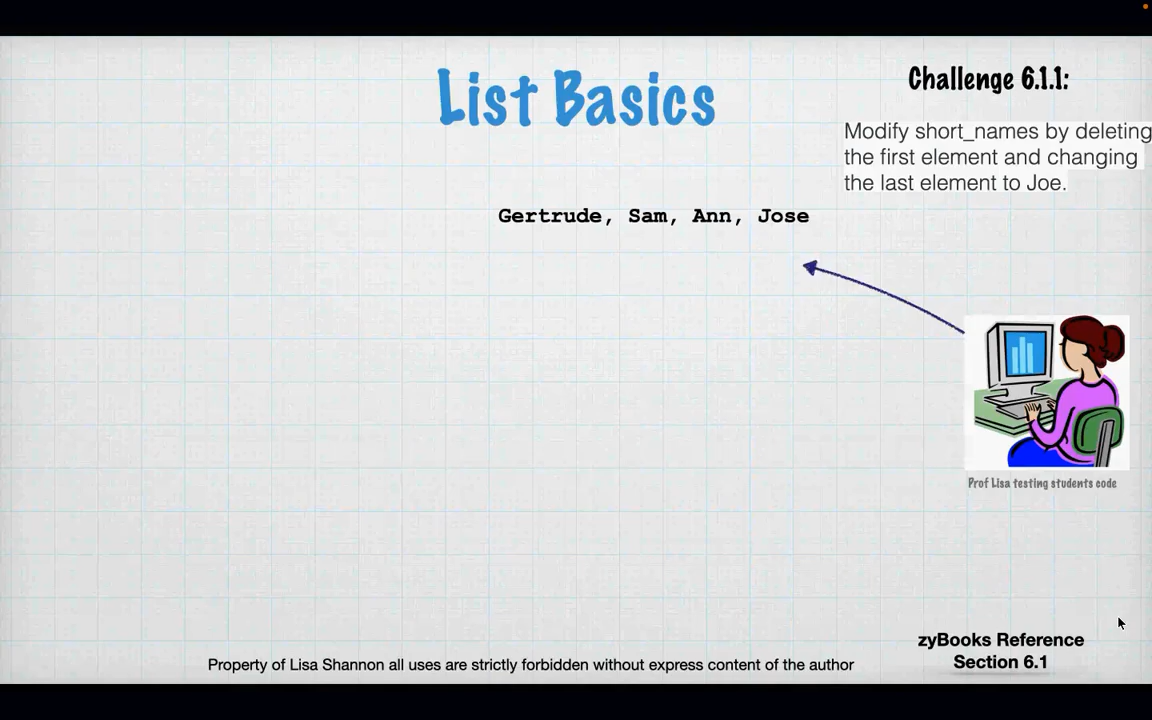 List Basics
Challenge 6.1.1:
Modify short_names by deleting
the first element and changing
the last element to Joe.
Gertrude, Sam, Ann, Jose
Prof Lisa testing students code
zyBooks Reference
Section 6.1
Property of Lisa Shannon all uses are strictly forbidden without express content of the author